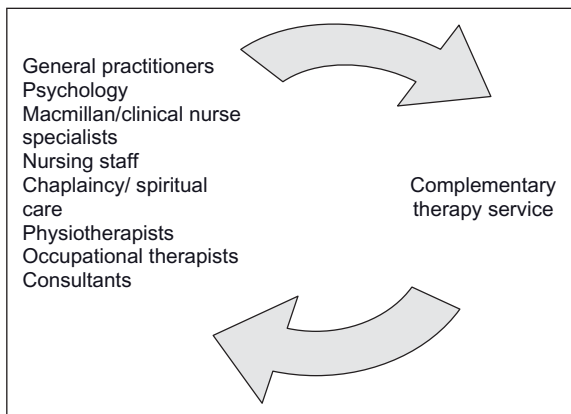 General practitioners
Psychology
Macmillan/clinical nurse
specialists
Nursing staff
Chaplaincy/ spiritual
care
Physiotherapists
Occupational therapists
Consultants
Complementary
therapy service